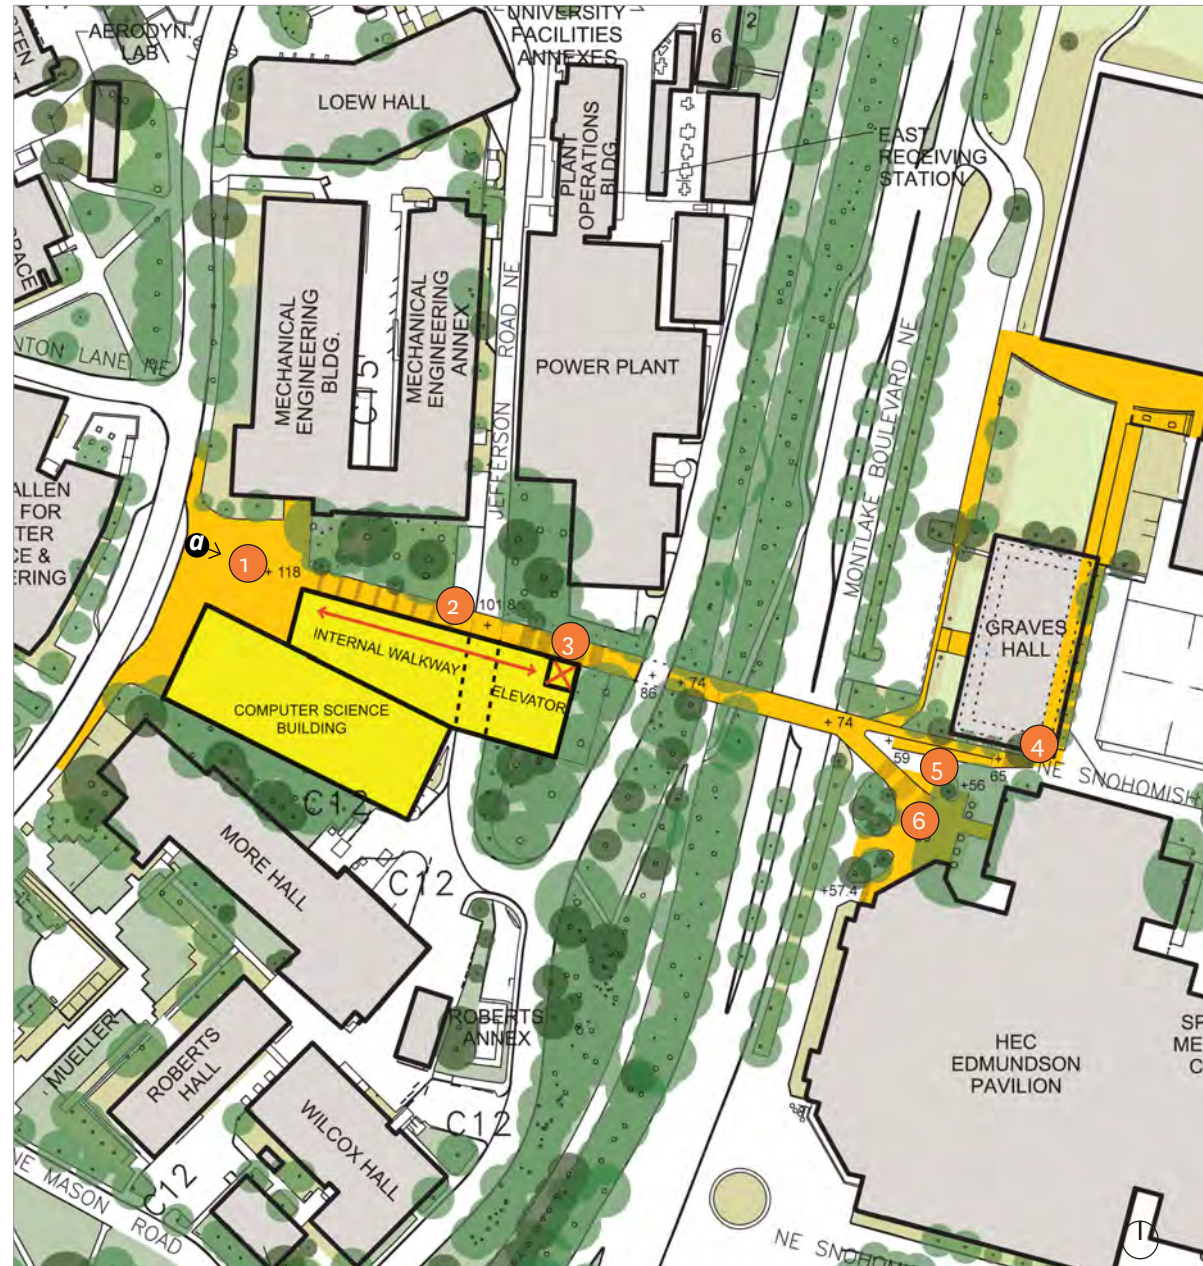 UNIVERSITY
FACILITIES
ANNEXES
2
6
AERODYN.
LAB
LOEW HALL
PLANT
OPERATIONS
BLDG.
EAST
RECEIVING
STATION
MECHANICAL
ENGINEERING
BLDG.
C15
MECHANICAL
ENGINEERING
ANNEX
JEFFERSON ROAD NE
POWER PLANT
MONTLAKE BOULEVARD NE
NTON LANE NE
ALLEN
FOR
TER
CE &
ERING
a
1
+ 118
2
101.8
+
3
INTERNAL WALKWAY
ELEVATOR
COMPUTER SCIENCE
BUILDING
+
86
+ 74
+ 74
GRAVES
HALL
4
+
59
5
+
65
+56
6
+57.4
NE SNOHOMISH
C12
MORE HALL
C12
ROBERTS
ANNEX
MUELLER
ROBERTS
HALL
WILCOX HALL
C12
C12
NE MASON
ROAD
HEC
EDMUNDSON
PAVILION
SP
ME
C
NE SNOHO